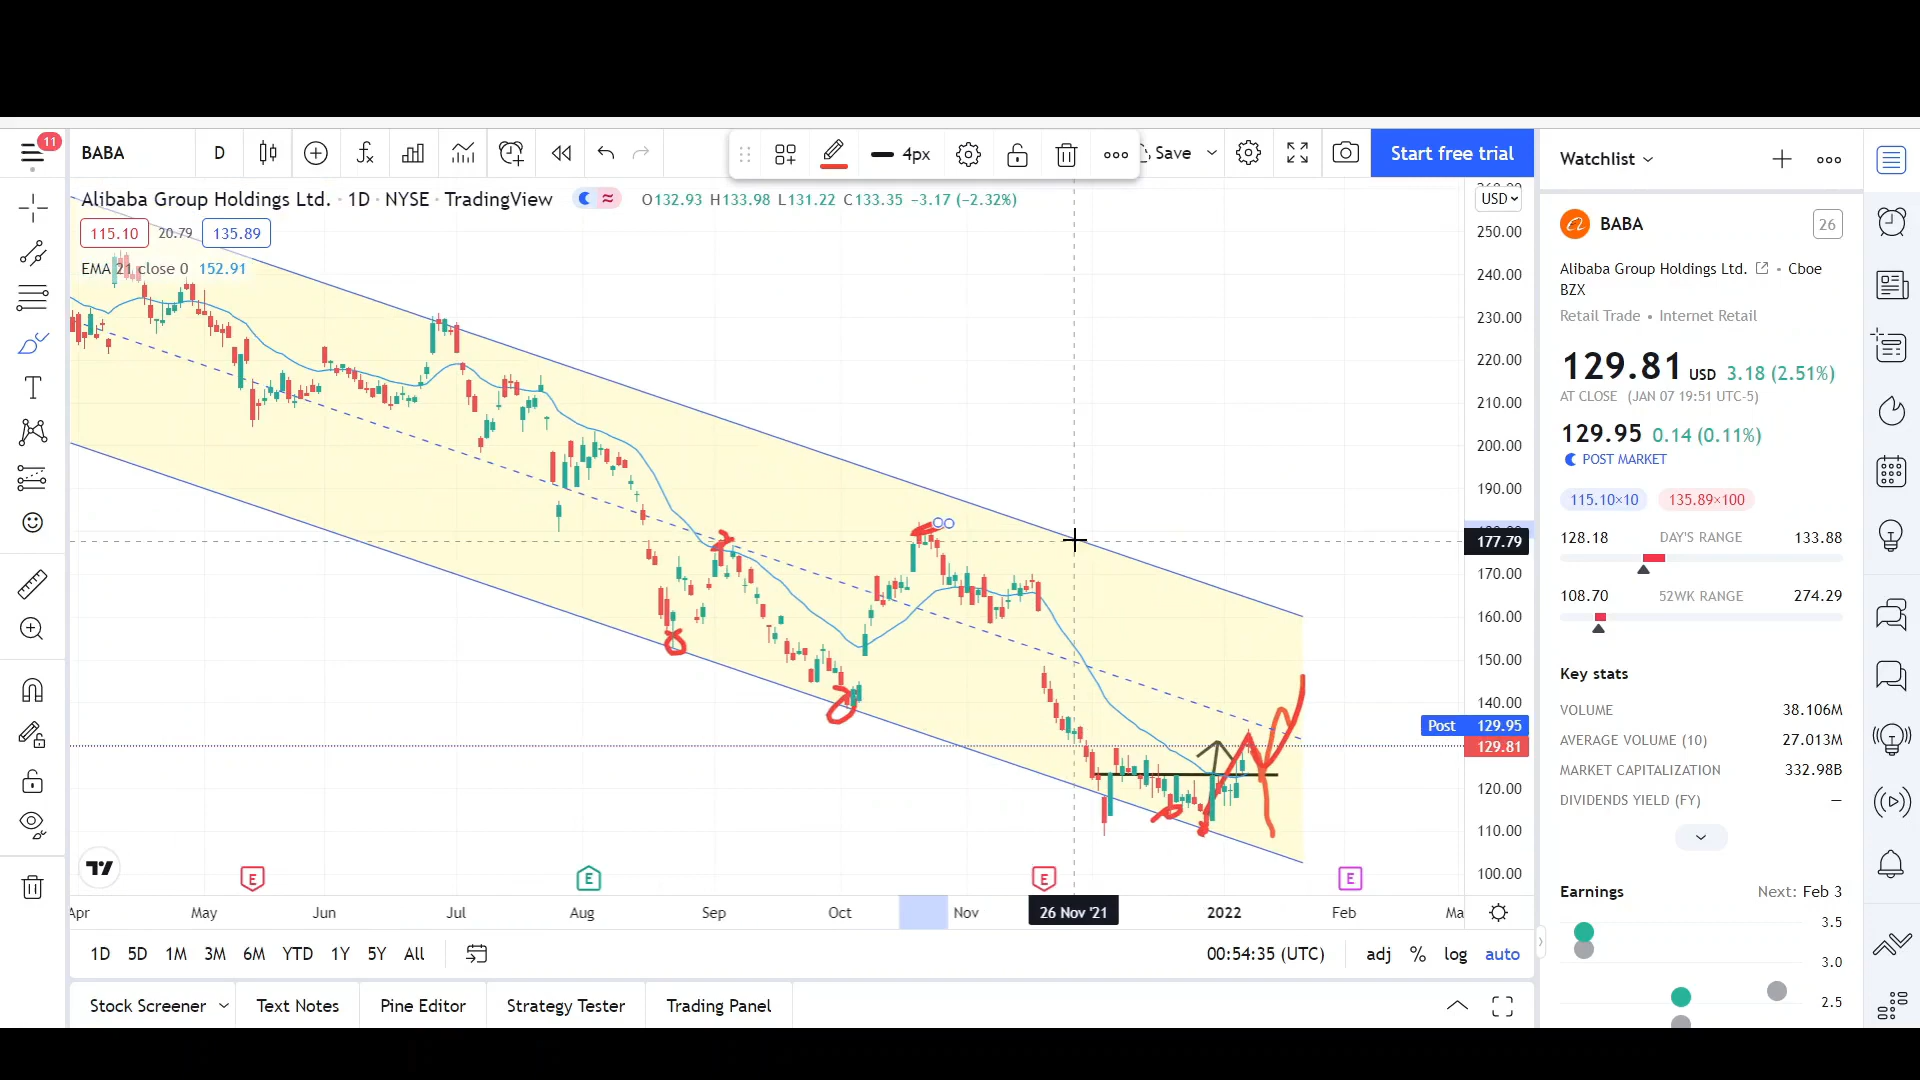 11
BABA
D
4px
Save
Start free trial
Watchlist
Alibaba Group Holdings Ltd. · 1D · NYSE · TradingView
O132.93 H133.98 L131.22 C133.35 −3.17 (−2.32%)
USD
115.10 20.79 135.89
EMA 21 close 0 152.91
BABA
26
Alibaba Group Holdings Ltd. • Cboe
BZX
Retail Trade • Internet Retail
129.81 USD 3.18 (2.51%)
AT CLOSE (JAN 07 19:51 UTC-5)
129.95 0.14 (0.11%)
POST MARKET
115.10×10 135.89×100
128.18 DAY'S RANGE 133.88
108.70 52WK RANGE 274.29
Key stats
VOLUME 38.106M
AVERAGE VOLUME (10) 27.013M
MARKET CAPITALIZATION 332.98B
DIVIDENDS YIELD (FY) —
Earnings Next: Feb 3
3.5
3.0
2.5
250.00
240.00
230.00
220.00
210.00
200.00
190.00
177.79
170.00
160.00
150.00
140.00
Post 129.95
129.81
120.00
110.00
100.00
E E E E
Apr May Jun Jul Aug Sep Oct Nov 26 Nov '21 2022 Feb Ma
1D 5D 1M 3M 6M YTD 1Y 5Y All
00:54:35 (UTC) adj % log auto
Stock Screener Text Notes Pine Editor Strategy Tester Trading Panel